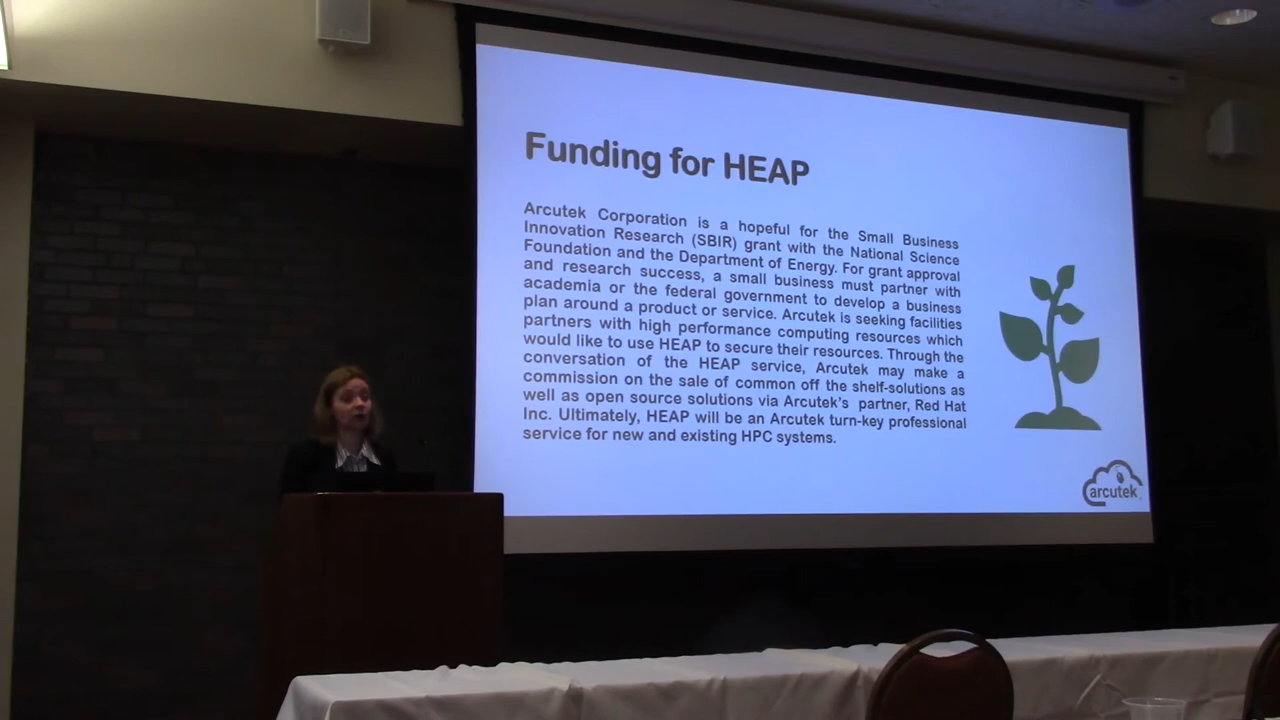 Funding for HEAP
Arcutek Corporation is a hopeful for the Small Business
Innovation Research (SBIR) grant with the National Science
Foundation and the Department of Energy. For grant approval
and research success, a small business must partner with
academia or the federal government to develop a business
plan around a product or service. Arcutek is seeking facilities
partners with high performance computing resources which
would like to use HEAP to secure their resources. Through the
conversation of the HEAP service, Arcutek may make a
commission on the sale of common off the shelf-solutions as
well as open source solutions via Arcutek's partner, Red Hat
Inc. Ultimately, HEAP will be an Arcutek turn-key professional
service for new and existing HPC systems.
arcutek